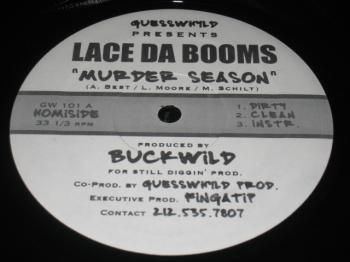 GUESSWHYLD
PRESENTS
LACE DA BOOMS
"MURDER SEASON"
(A. BEST / L. MOORE / M. SCHILT)
GW 101 A
HOMISIDE
33 1/3 RPM
1. DIRTY
2. CLEAN
3. INSTR.
PRODUCED BY
BUCKWILD
FOR STILL DIGGIN' PROD.
CO-PROD. BY GUESSWHYLD PROD.
EXECUTIVE PROD. FINGATIP
CONTACT 212.535.7807